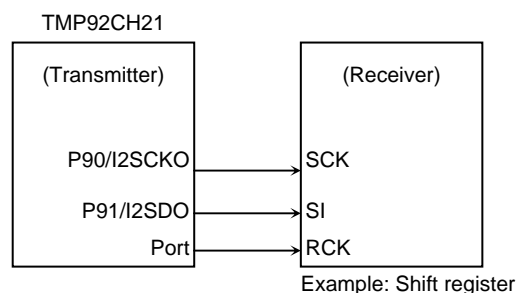 TMP92CH21
(Transmitter) (Receiver)
P90/I2SCKO SCK
P91/I2SDO SI
Port RCK
Example: Shift register